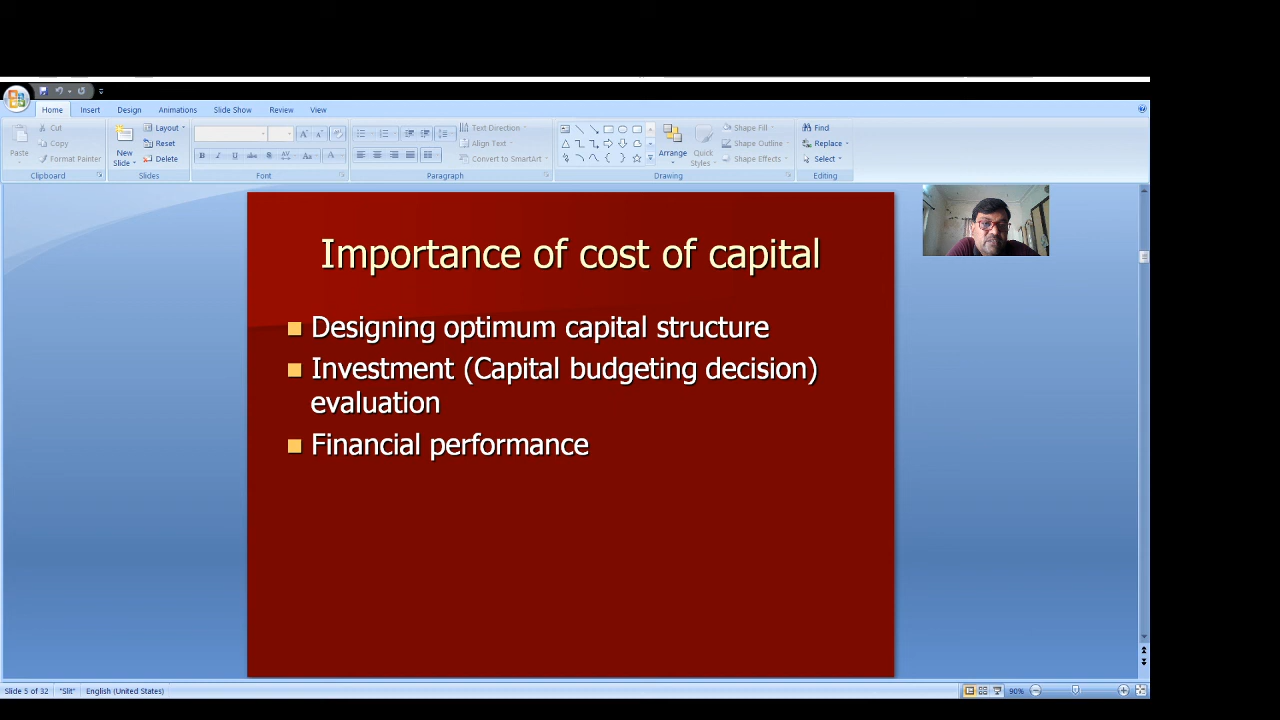 Home Insert Design Animations Slide Show Review View
Cut Layout Text Direction Shape Fill Find
Copy Reset Align Text Shape Outline Replace
Paste Format Painter New Slide Delete Convert to SmartArt Arrange Quick Styles Shape Effects Select
Clipboard Slides Font Paragraph Drawing Editing
Importance of cost of capital
Designing optimum capital structure
Investment (Capital budgeting decision)
evaluation
Financial performance
Slide 5 of 32 "Slit" English (United States) 90%